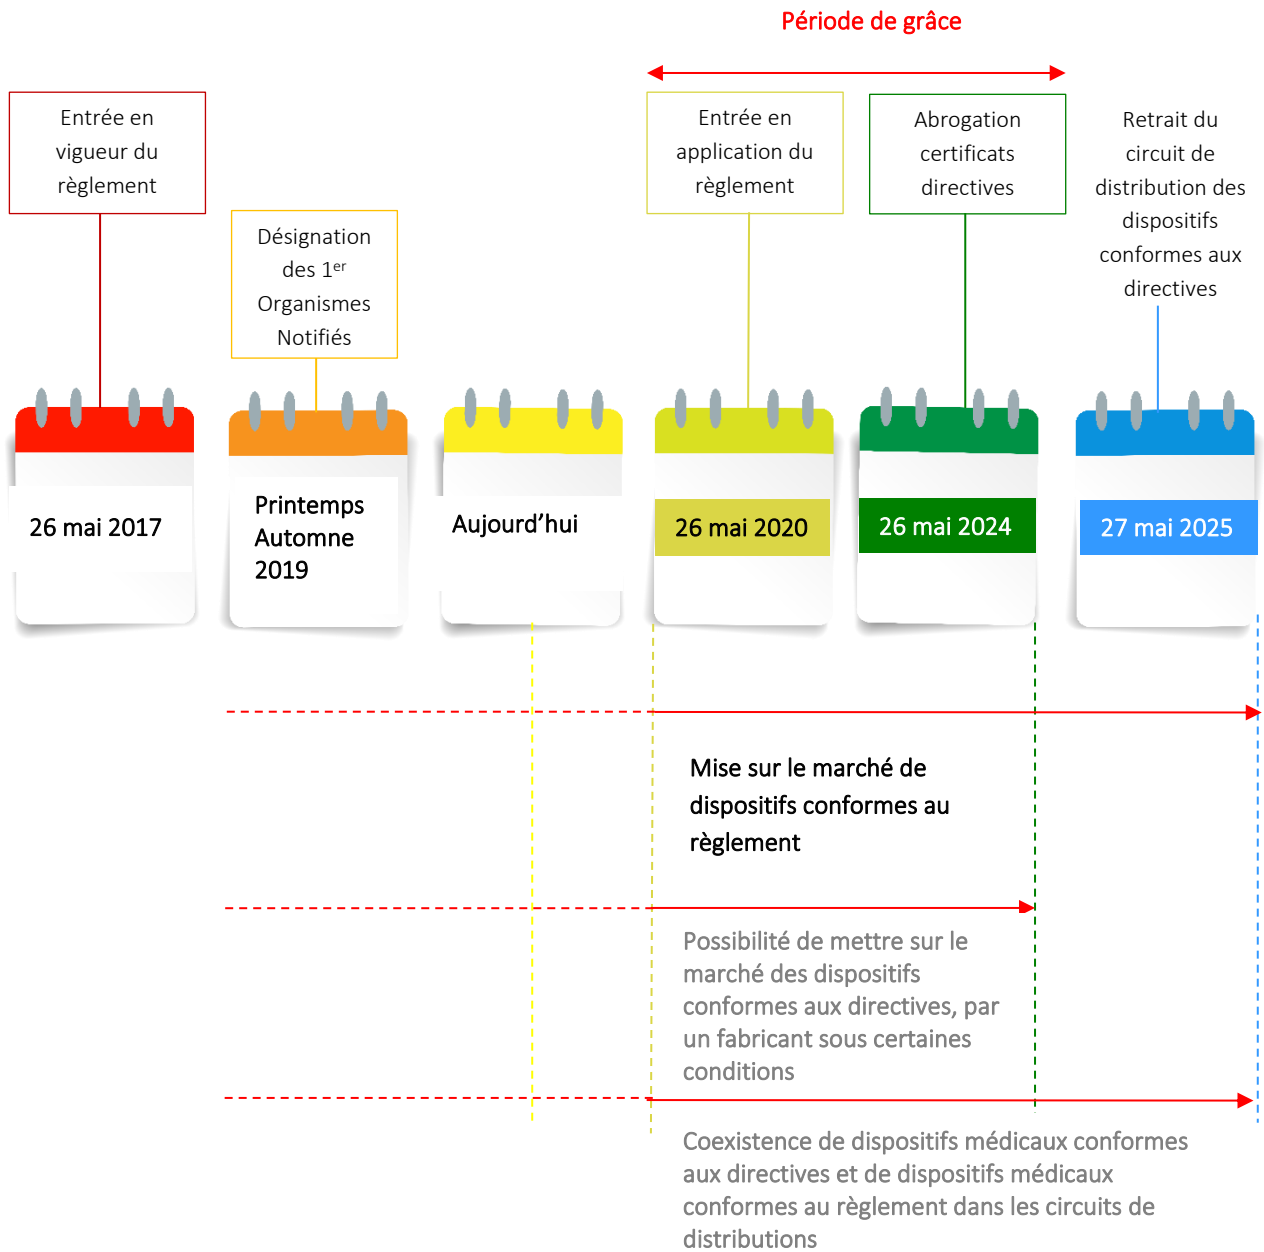 Période de grâce
Entrée en
vigueur du
règlement
Désignation
des 1er
Organismes
Notifiés
Entrée en
application du
règlement
Abrogation
certificats
directives
Retrait du
circuit de
distribution des
dispositifs
conformes aux
directives
26 mai 2017
Printemps
Automne
2019
Aujourd’hui
26 mai 2020
26 mai 2024
27 mai 2025
Mise sur le marché de
dispositifs conformes au
règlement
Possibilité de mettre sur le
marché des dispositifs
conformes aux directives, par
un fabricant sous certaines
conditions
Coexistence de dispositifs médicaux conformes
aux directives et de dispositifs médicaux
conformes au règlement dans les circuits de
distributions